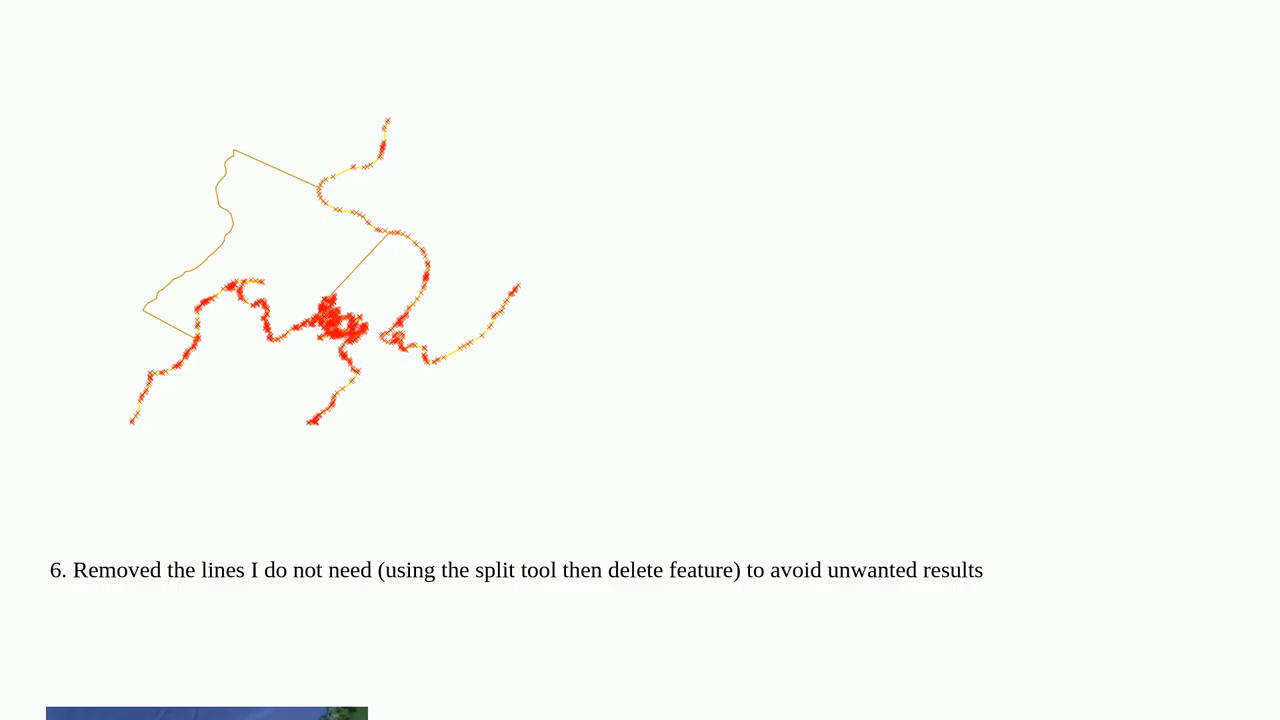 6. Removed the lines I do not need (using the split tool then delete feature) to avoid unwanted results